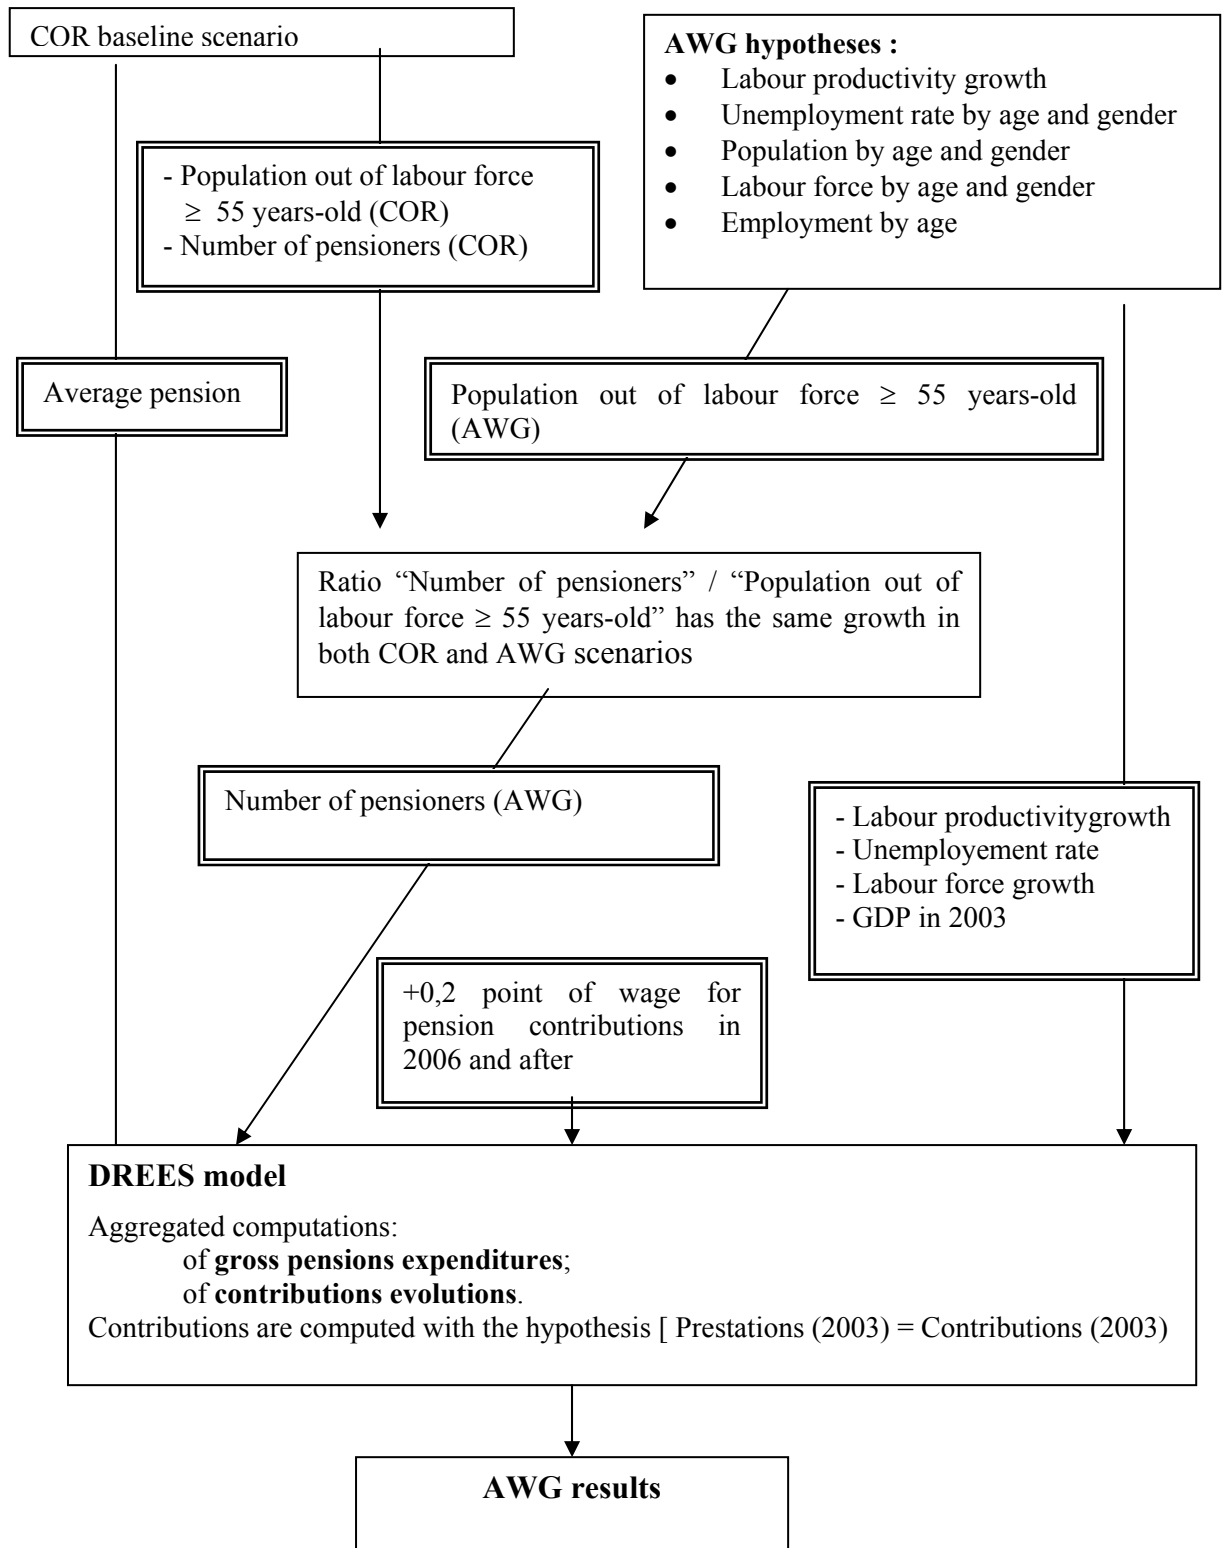 COR baseline scenario
AWG hypotheses :
• Labour productivity growth
• Unemployment rate by age and gender
• Population by age and gender
• Labour force by age and gender
• Employment by age
- Population out of labour force
≥ 55 years-old (COR)
- Number of pensioners (COR)
Average pension
Population out of labour force ≥ 55 years-old
(AWG)
Ratio “Number of pensioners” / “Population out of
labour force ≥ 55 years-old” has the same growth in
both COR and AWG scenarios
Number of pensioners (AWG)
- Labour productivitygrowth
- Unemployement rate
- Labour force growth
- GDP in 2003
+0,2 point of wage for
pension contributions in
2006 and after
DREES model
Aggregated computations:
of gross pensions expenditures;
of contributions evolutions.
Contributions are computed with the hypothesis [ Prestations (2003) = Contributions (2003)
AWG results